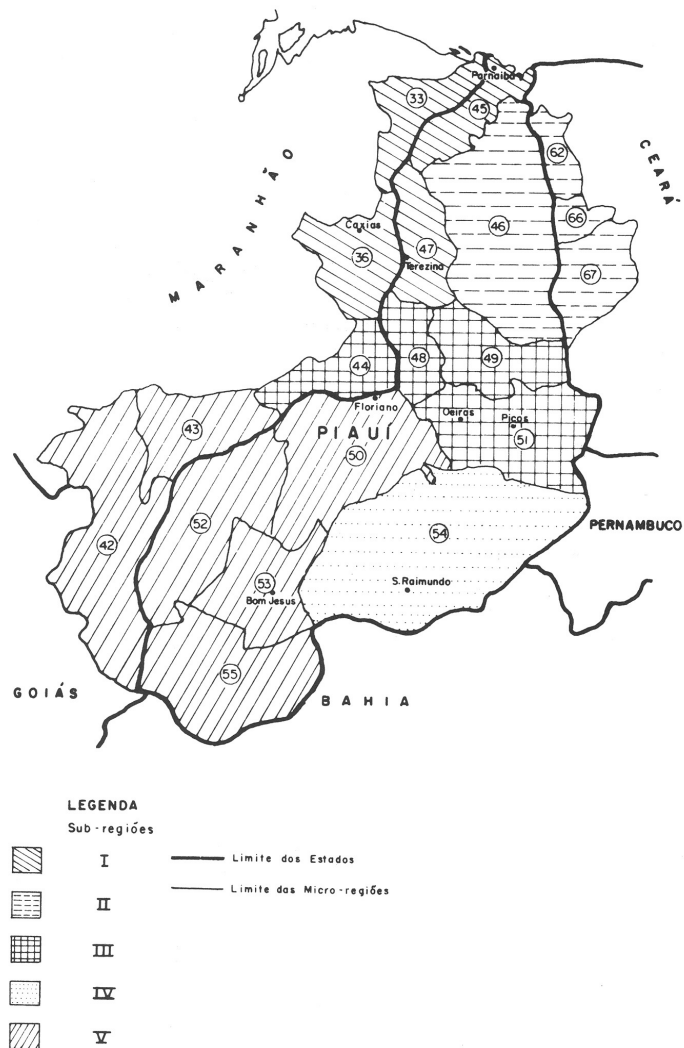 Parnaiba
33
45
62
CEARÁ
MARANHÃO
Caxias
66
46
47
36
Terezina
67
44
48
49
Floriano
Oeiras
Picos
43
PIAUÍ
50
51
52
PERNAMBUCO
54
42
53
S. Raimundo
Bom Jesus
55
GOIÁS
BAHIA
LEGENDA
Sub-regiões
I
Limite dos Estados
II
Limite das Micro-regiões
III
IV
V